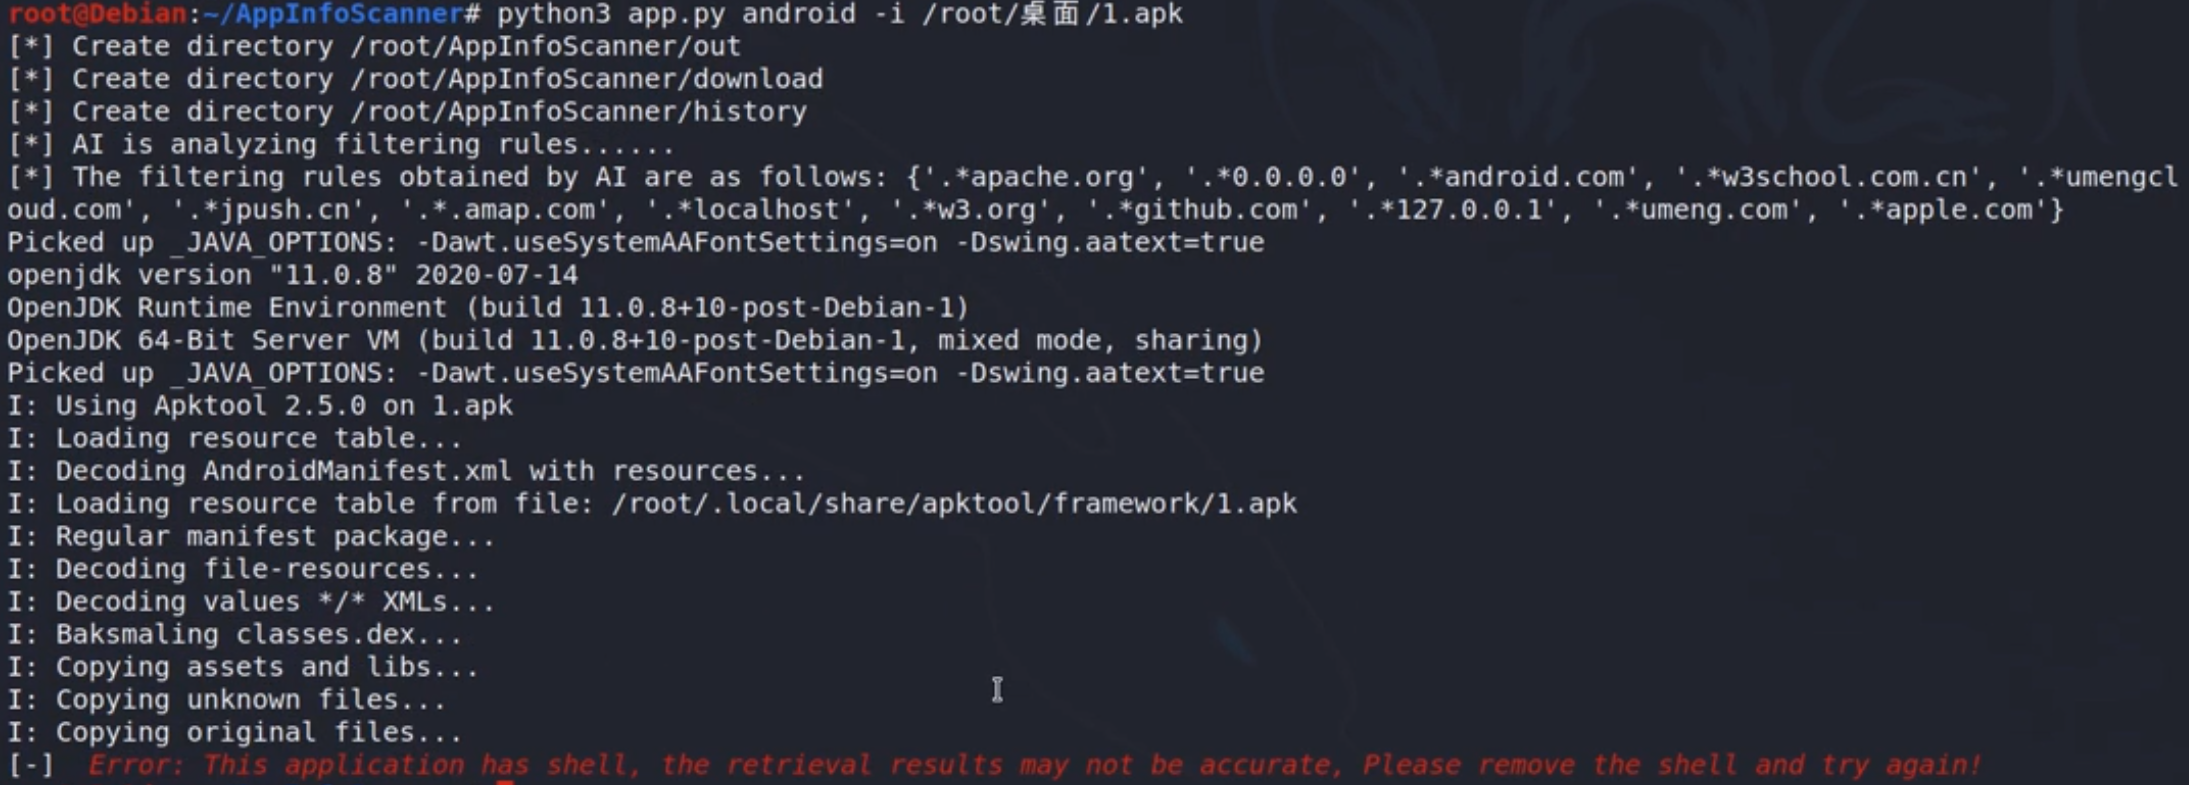 root@Debian:~/AppInfoScanner# python3 app.py android -i /root/桌面/1.apk
[*] Create directory /root/AppInfoScanner/out
[*] Create directory /root/AppInfoScanner/download
[*] Create directory /root/AppInfoScanner/history
[*] AI is analyzing filtering rules......
[*] The filtering rules obtained by AI are as follows: {'.*apache.org', '.*0.0.0.0', '.*android.com', '.*w3school.com.cn', '.*umengcl
oud.com', '.*jpush.cn', '.*.amap.com', '.*localhost', '.*w3.org', '.*github.com', '.*127.0.0.1', '.*umeng.com', '.*apple.com'}
Picked up _JAVA_OPTIONS: -Dawt.useSystemAAFontSettings=on -Dswing.aatext=true
openjdk version "11.0.8" 2020-07-14
OpenJDK Runtime Environment (build 11.0.8+10-post-Debian-1)
OpenJDK 64-Bit Server VM (build 11.0.8+10-post-Debian-1, mixed mode, sharing)
Picked up _JAVA_OPTIONS: -Dawt.useSystemAAFontSettings=on -Dswing.aatext=true
I: Using Apktool 2.5.0 on 1.apk
I: Loading resource table...
I: Decoding AndroidManifest.xml with resources...
I: Loading resource table from file: /root/.local/share/apktool/framework/1.apk
I: Regular manifest package...
I: Decoding file-resources...
I: Decoding values */* XMLs...
I: Baksmaling classes.dex...
I: Copying assets and libs...
I: Copying unknown files...
I: Copying original files...
[-] Error: This application has shell, the retrieval results may not be accurate, Please remove the shell and try again!